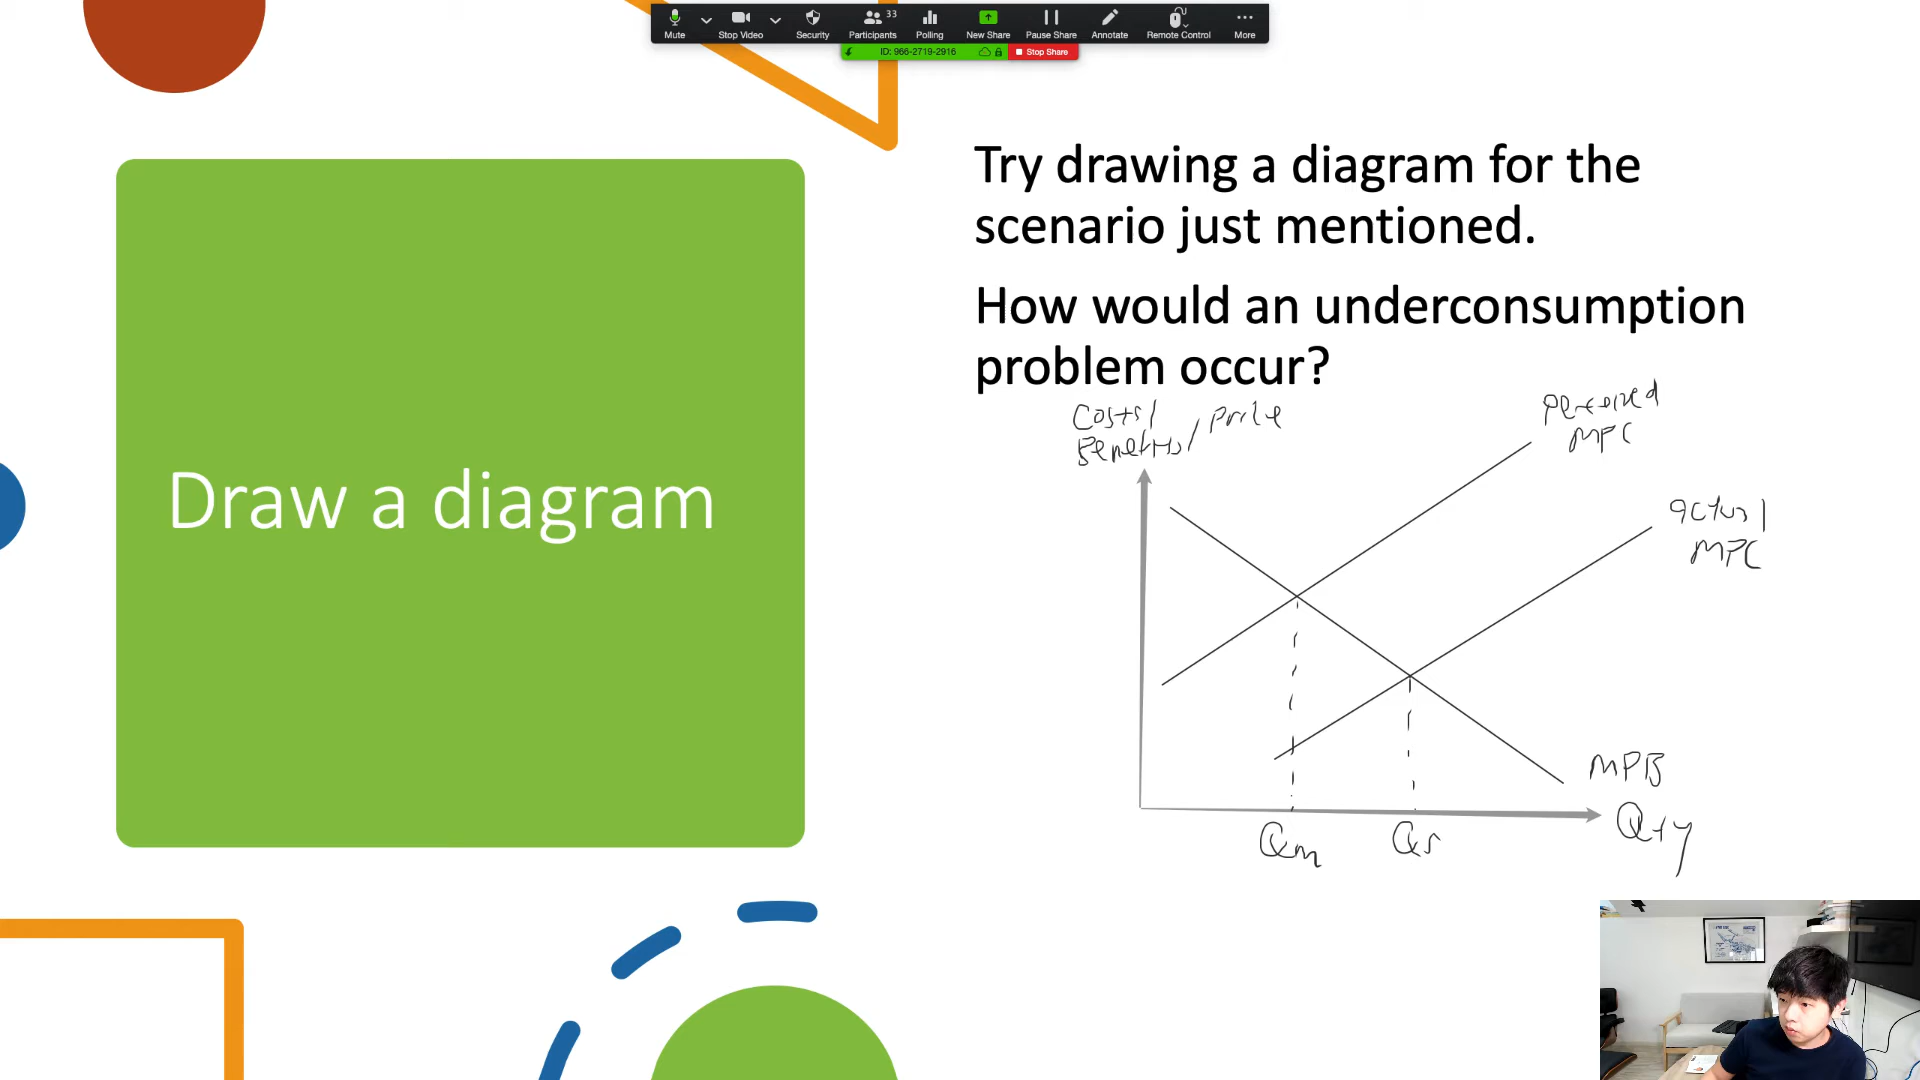 Mute
Stop Video
Security
Participants
33
Polling
New Share
Pause Share
Annotate
Remote Control
More
ID: 966-2719-2916
Stop Share
Draw a diagram
Try drawing a diagram for the
scenario just mentioned.
How would an underconsumption
problem occur?
Costs/
Benefits/ Price
Perceived
MPC
actual
MPC
MPB
Qty
Qm
Qs